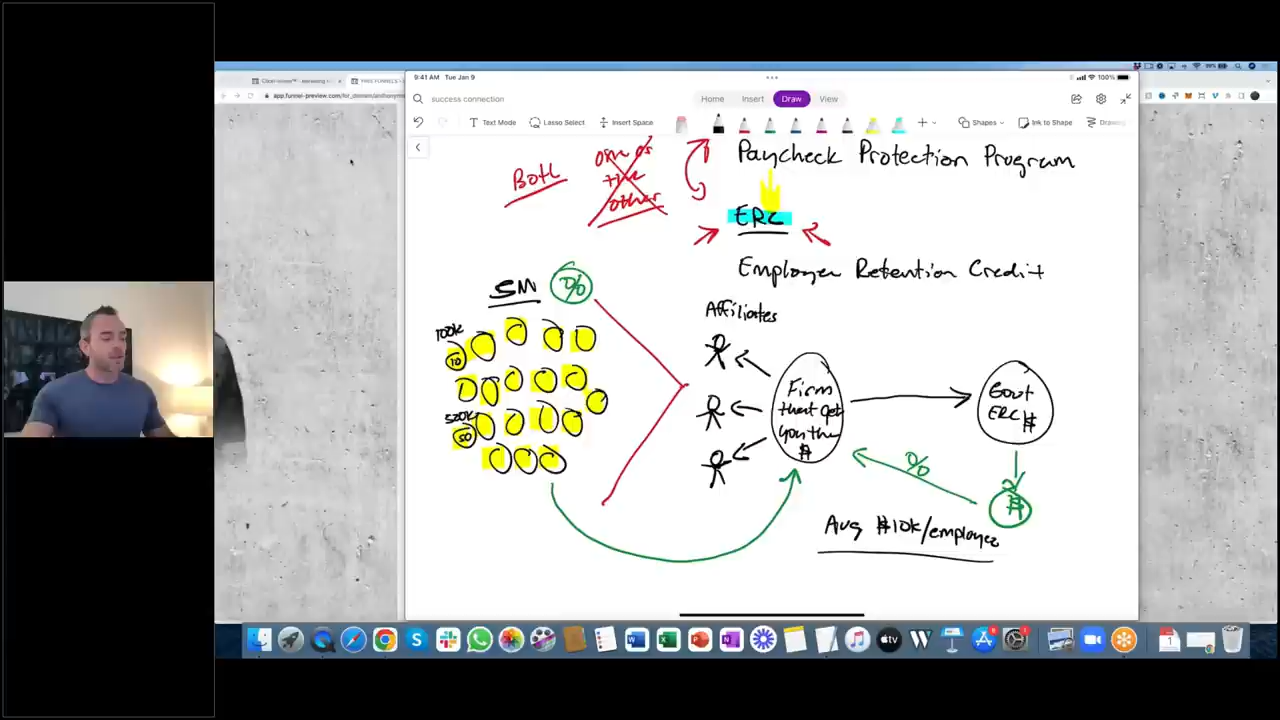 9:41 AM Tue Jan 9
100%
success connection
Home Insert Draw View
Text Mode Lasso Select Insert Space Shapes Ink to Shape Drawing
Paycheck Protection Program
Both
one or
the
other
ERC
Employee Retention Credit
SM %
Affiliates
100K
10
500K
50
Firm
that get
you the
$
Govt
ERC $
%
$
Avg $10k/employee